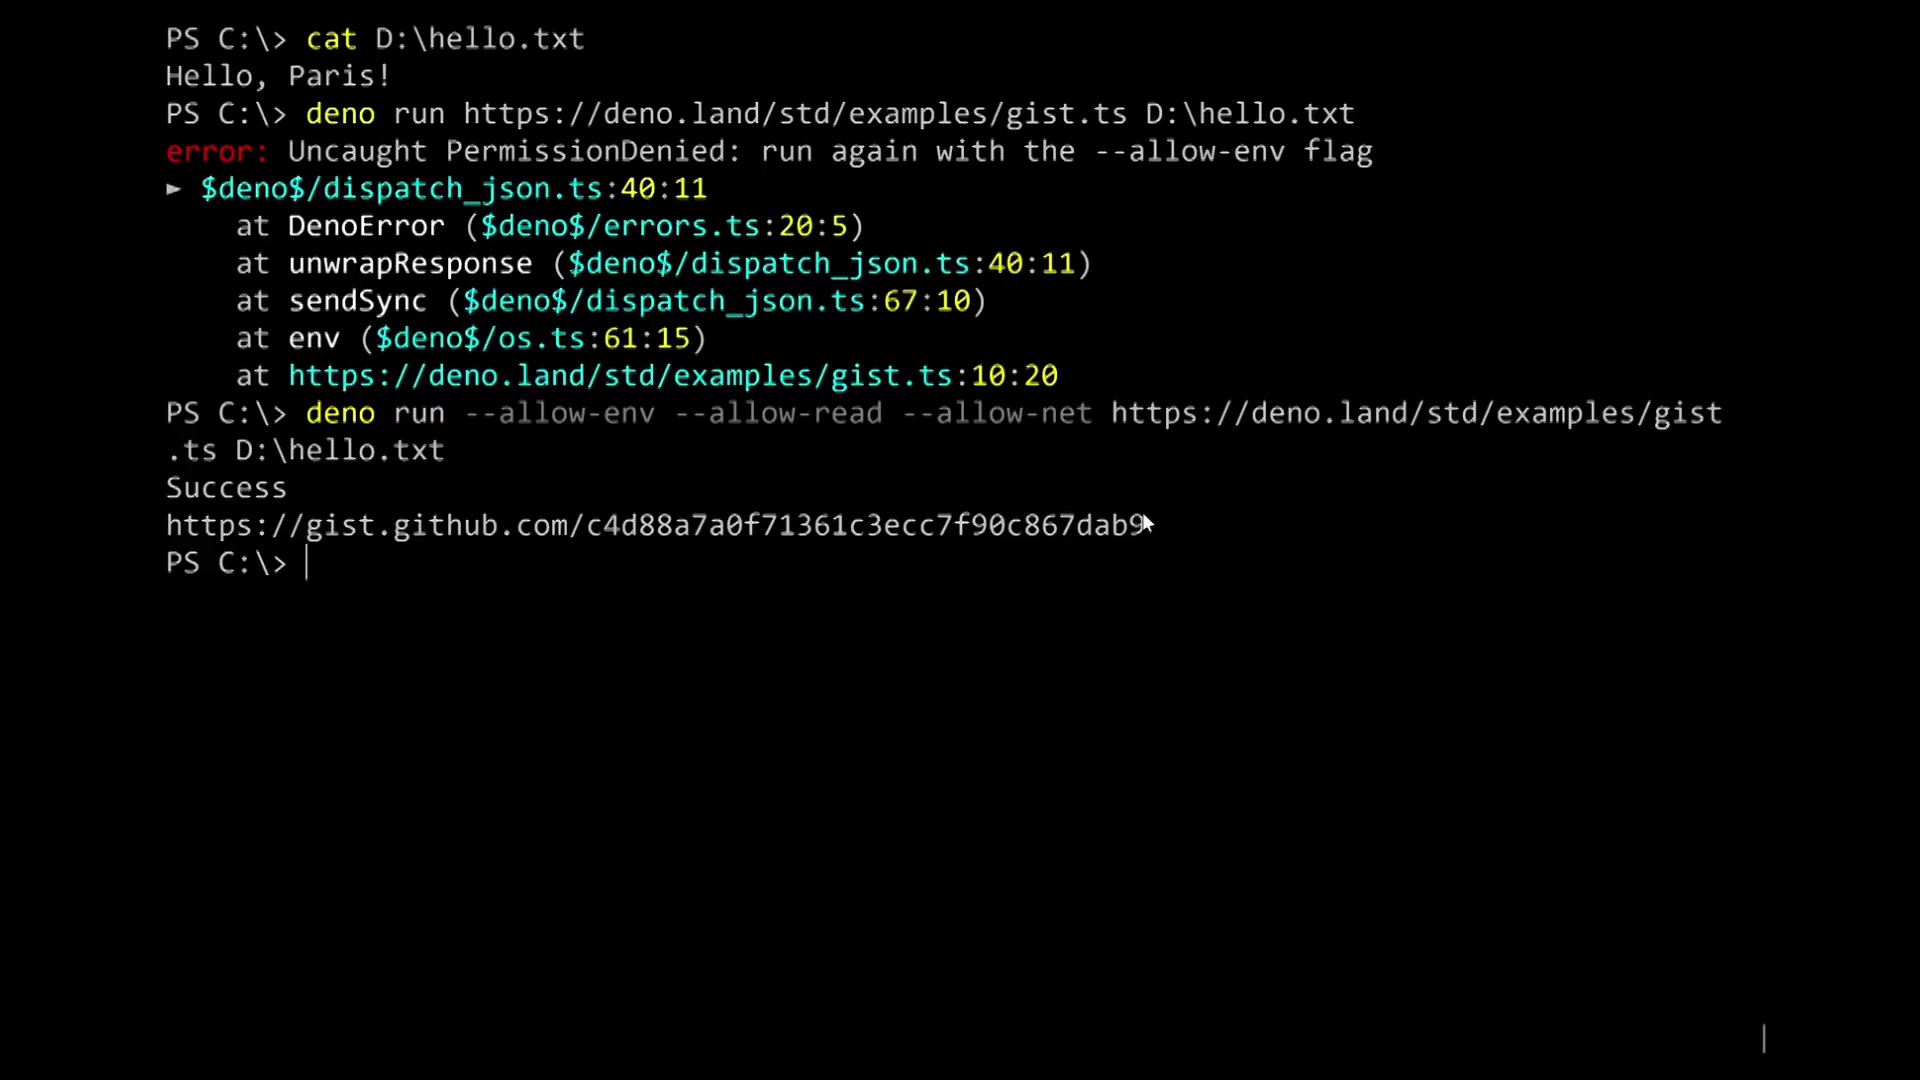 PS C:\> cat D:\hello.txt
Hello, Paris!
PS C:\> deno run https://deno.land/std/examples/gist.ts D:\hello.txt
error: Uncaught PermissionDenied: run again with the --allow-env flag
► $deno$/dispatch_json.ts:40:11
    at DenoError ($deno$/errors.ts:20:5)
    at unwrapResponse ($deno$/dispatch_json.ts:40:11)
    at sendSync ($deno$/dispatch_json.ts:67:10)
    at env ($deno$/os.ts:61:15)
    at https://deno.land/std/examples/gist.ts:10:20
PS C:\> deno run --allow-env --allow-read --allow-net https://deno.land/std/examples/gist
.ts D:\hello.txt
Success
https://gist.github.com/c4d88a7a0f71361c3ecc7f90c867dab9
PS C:\>